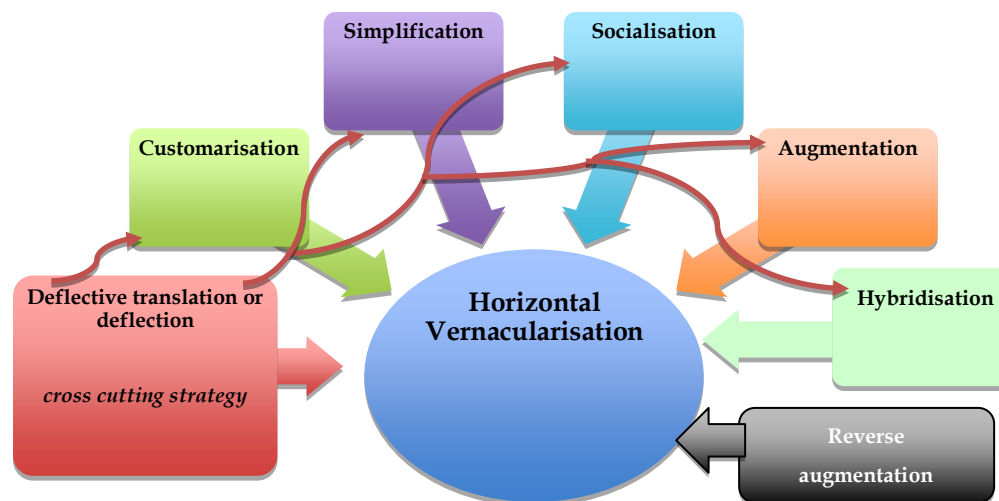 Simplification
Socialisation
Customarisation
Augmentation
Deflective translation or
deflection
cross cutting strategy
Horizontal
Vernacularisation
Hybridisation
Reverse
augmentation